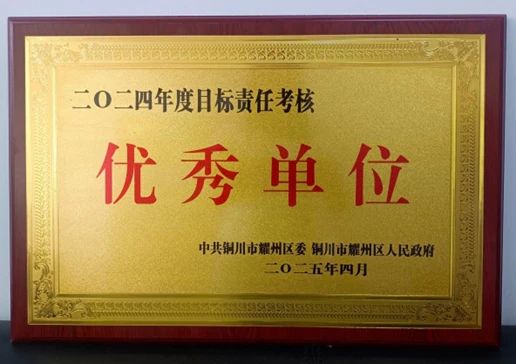 二〇二四年度目标责任考核
优秀单位
中共铜川市耀州区委 铜川市耀州区人民政府
二〇二五年四月